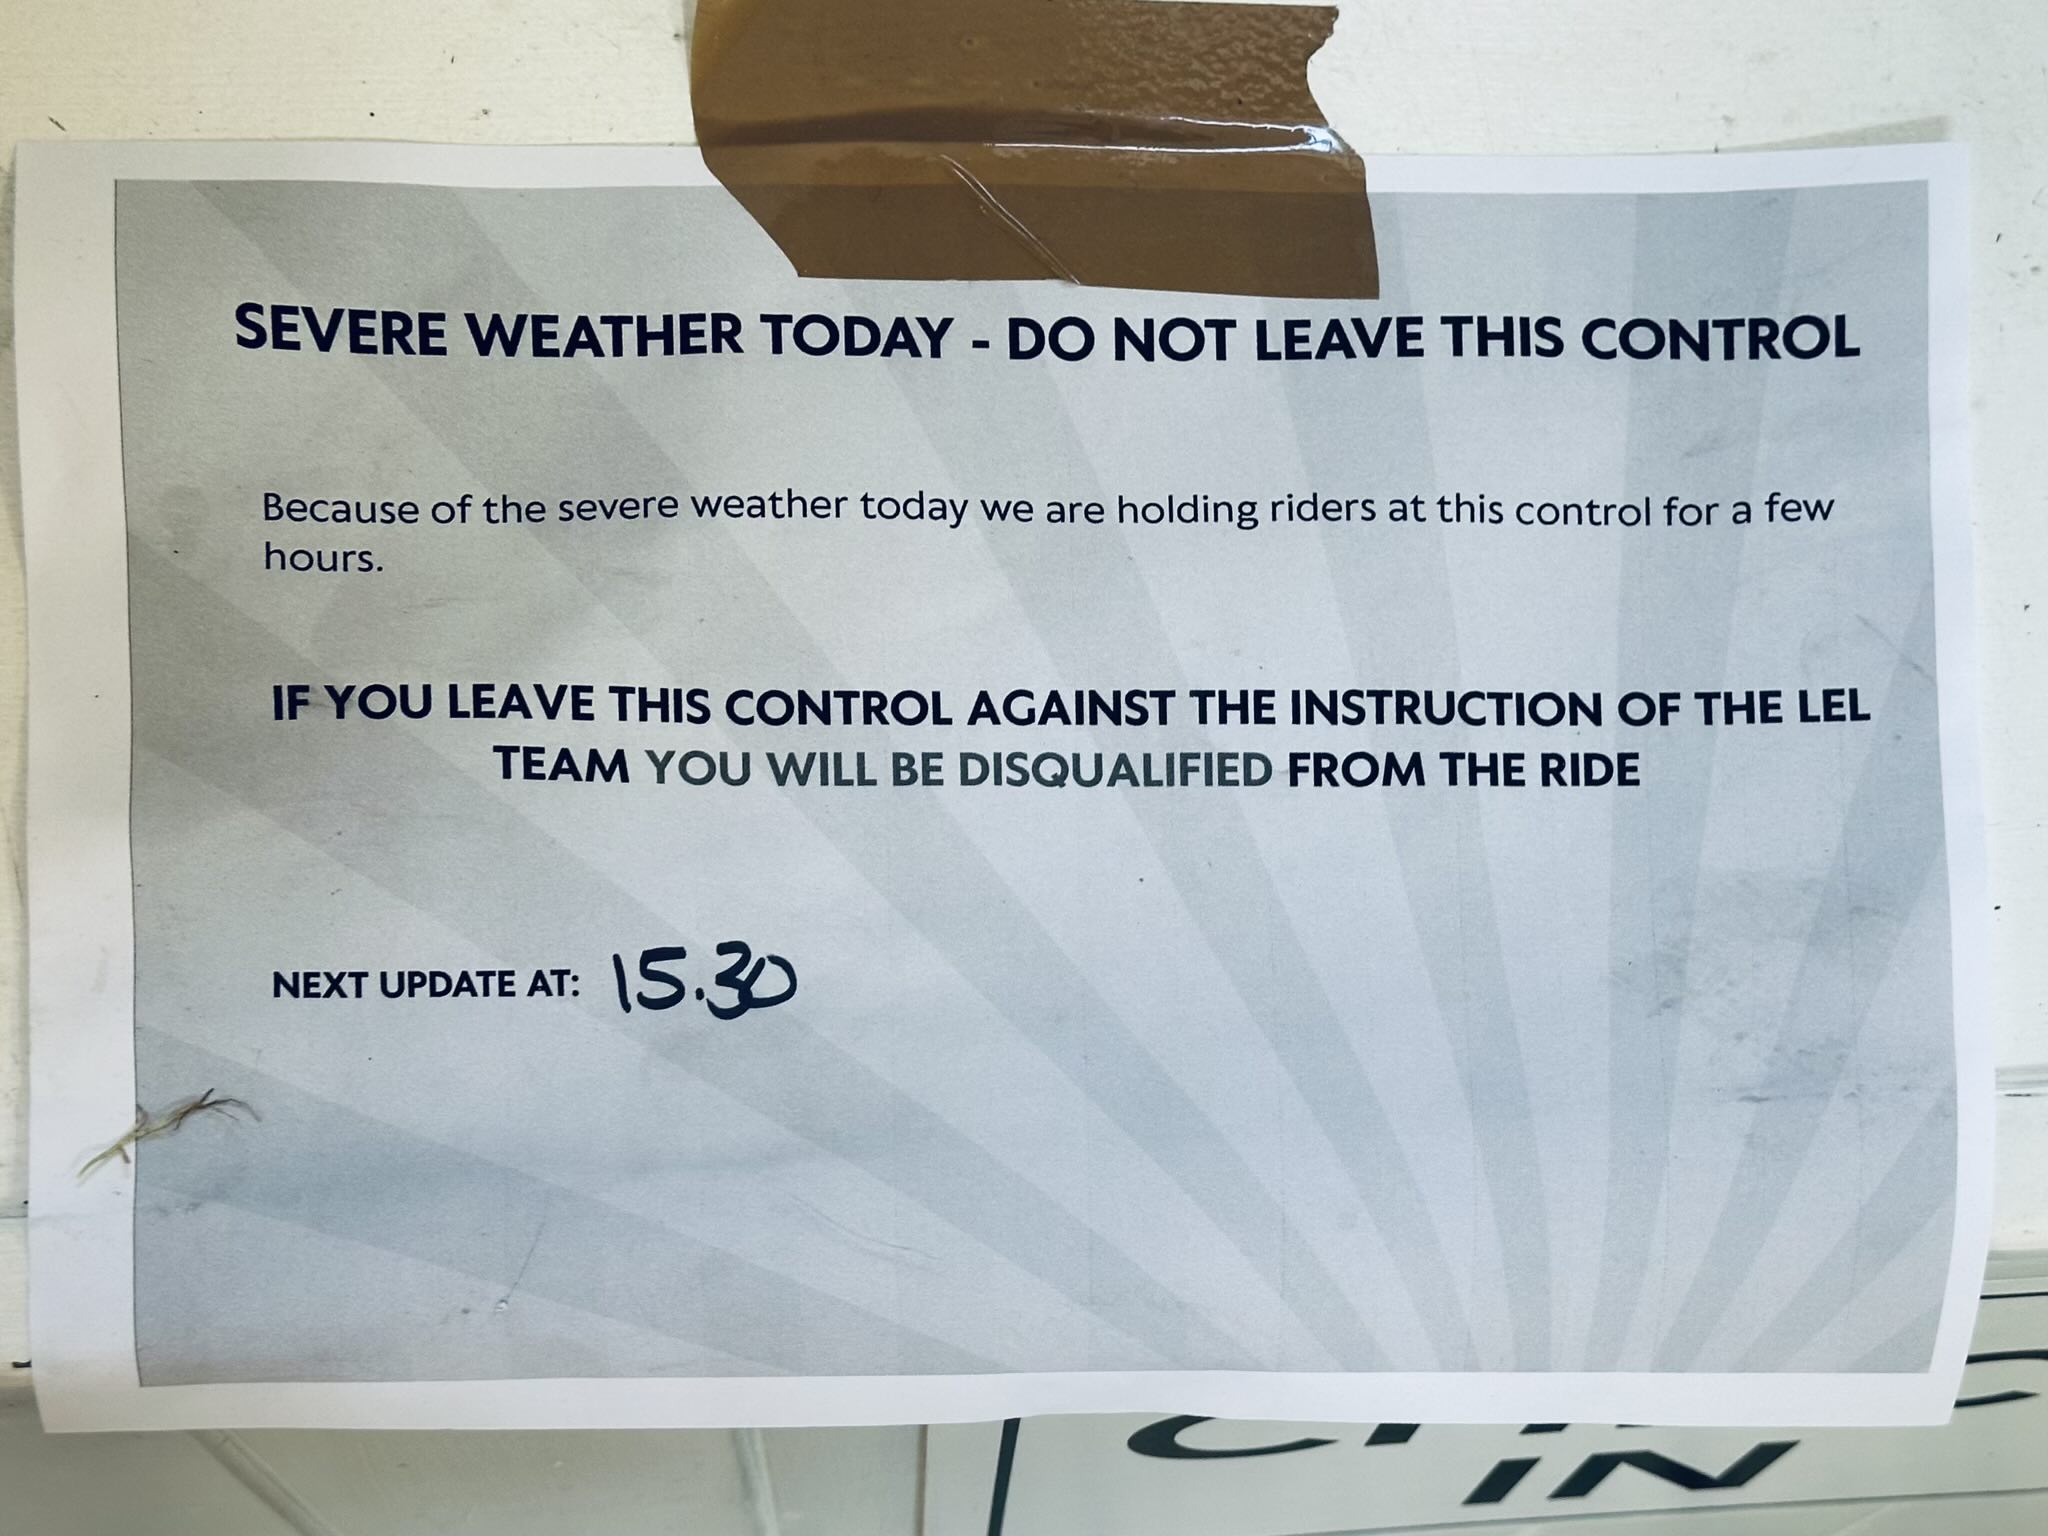 SEVERE WEATHER TODAY - DO NOT LEAVE THIS CONTROL
Because of the severe weather today we are holding riders at this control for a few
hours.
IF YOU LEAVE THIS CONTROL AGAINST THE INSTRUCTION OF THE LEL
TEAM YOU WILL BE DISQUALIFIED FROM THE RIDE
NEXT UPDATE AT: 15.30
IN